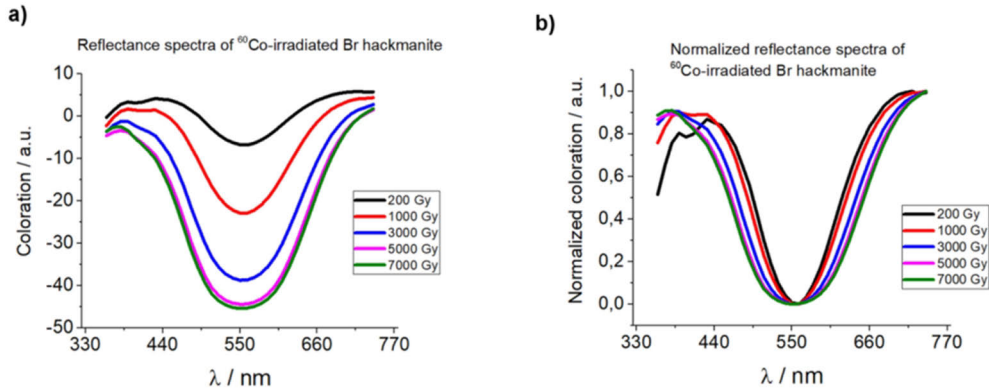 a)
Reflectance spectra of ⁶⁰Co-irradiated Br hackmanite
Coloration / a.u.
10
0
-10
-20
-30
-40
-50
200 Gy
1000 Gy
3000 Gy
5000 Gy
7000 Gy
330 440 550 660 770
λ / nm
b)
Normalized reflectance spectra of
⁶⁰Co-irradiated Br hackmanite
Normalized coloration / a.u.
1,0
0,8
0,6
0,4
0,2
0,0
200 Gy
1000 Gy
3000 Gy
5000 Gy
7000 Gy
330 440 550 660 770
λ / nm